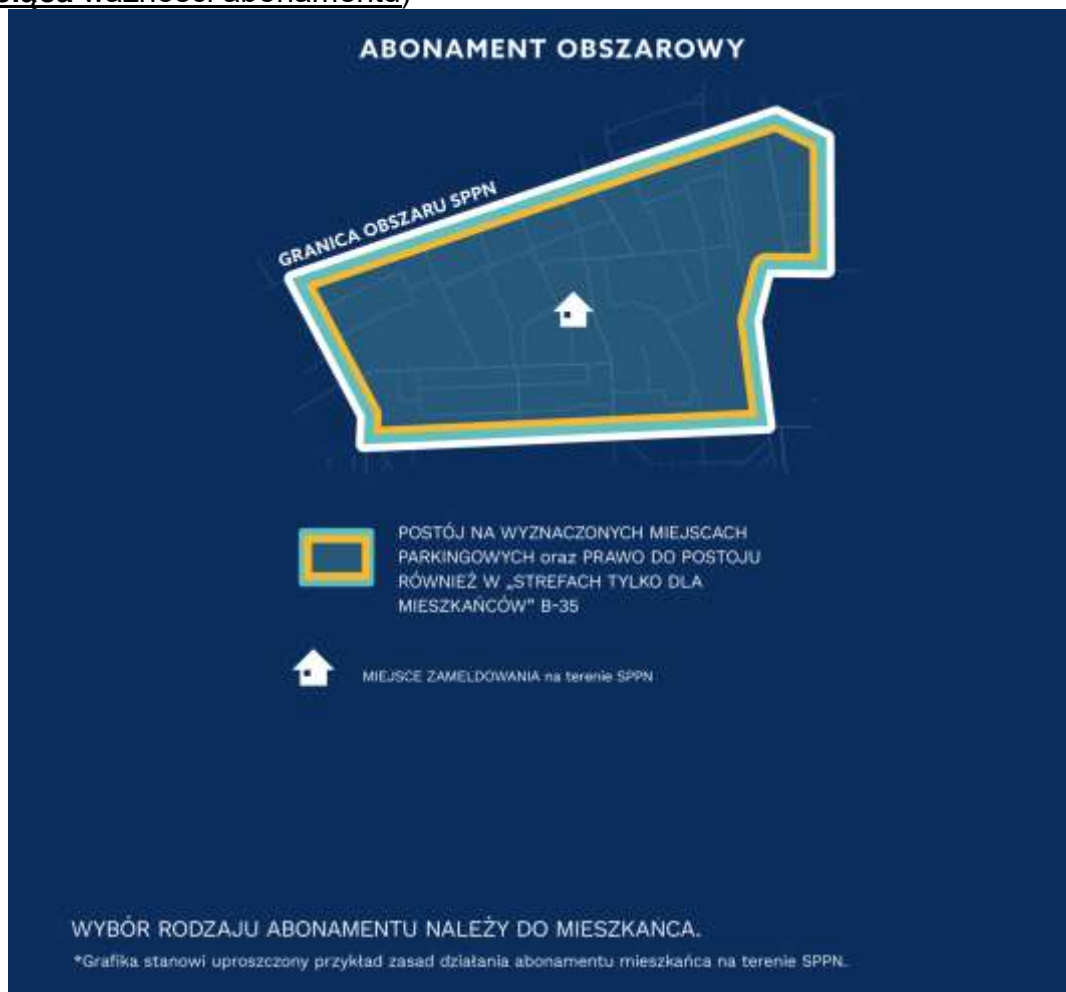 ważności abonamentu)
ABONAMENT OBSZAROWY
GRANICA OBSZARU SPPN
POSTÓJ NA WYZNACZONYCH MIEJSCACH
PARKINGOWYCH oraz PRAWO DO POSTOJU
RÓWNIEŻ W „STREFACH TYLKO DLA
MIESZKAŃCÓW” B-35
MIEJSCE ZAMELDOWANIA na terenie SPPN
WYBÓR RODZAJU ABONAMENTU NALEŻY DO MIESZKAŃCA.
*Grafika stanowi uproszczony przykład zasad działania abonamentu mieszkańca na terenie SPPN.